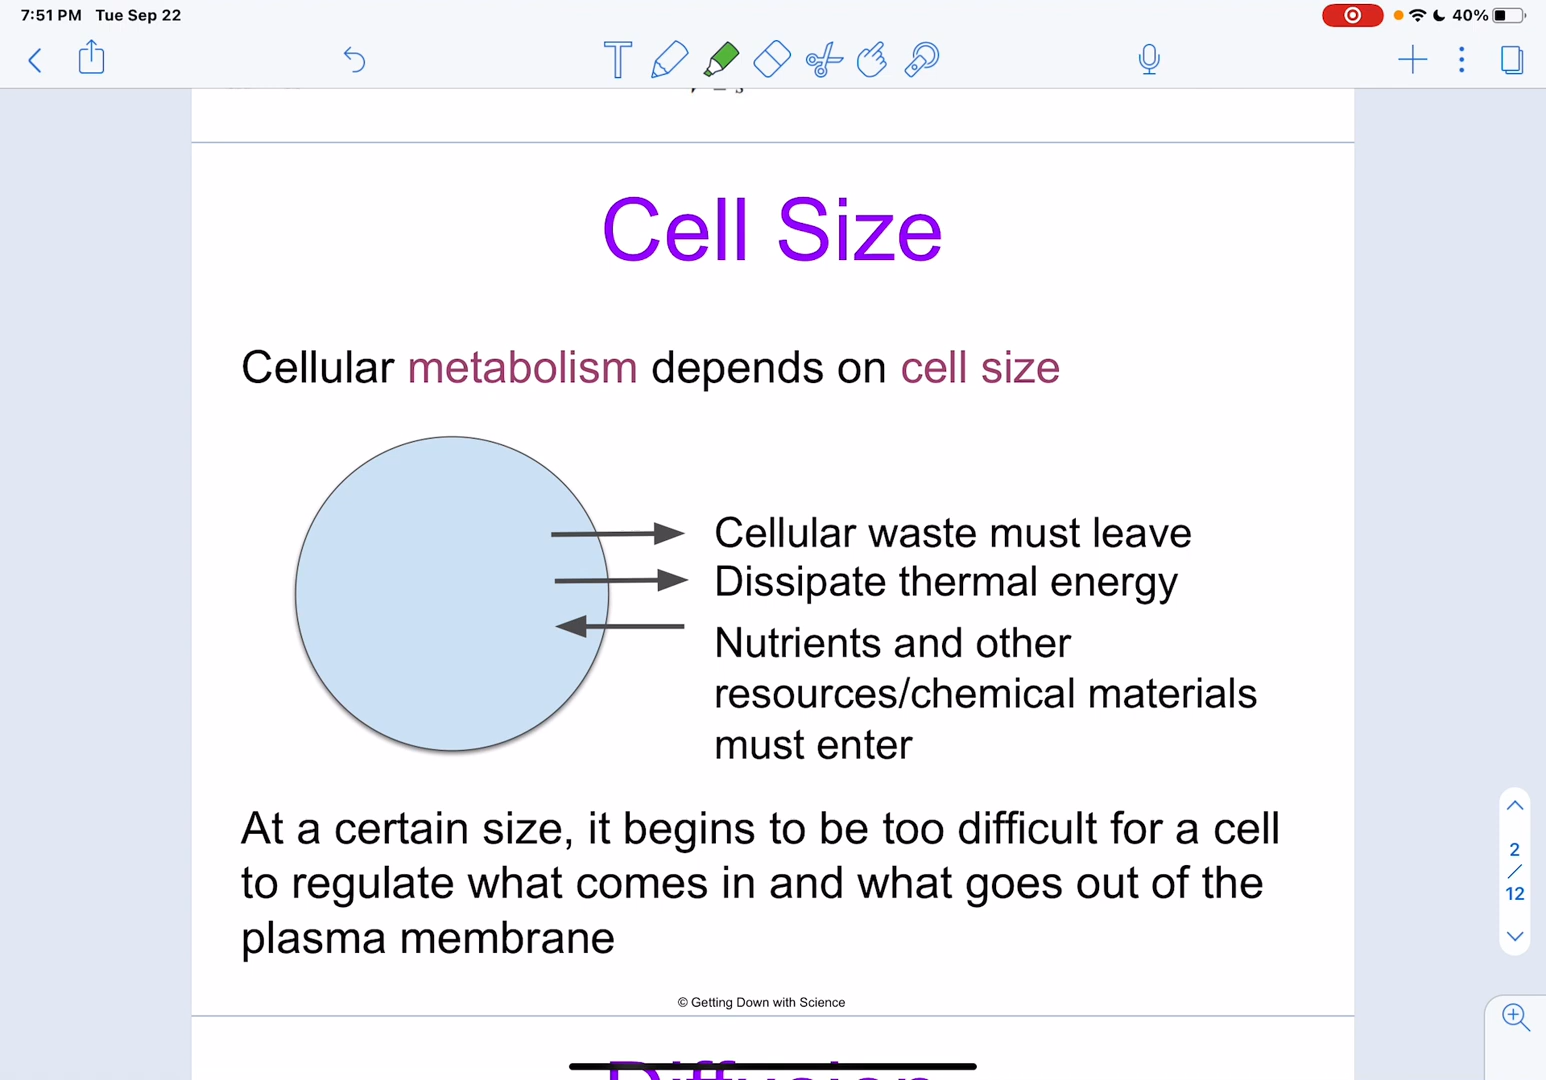 7:51 PM Tue Sep 22
40%
T
Cell Size
Cellular metabolism depends on cell size
Cellular waste must leave
Dissipate thermal energy
Nutrients and other
resources/chemical materials
must enter
At a certain size, it begins to be too difficult for a cell
to regulate what comes in and what goes out of the
plasma membrane
2
/
12
© Getting Down with Science
Diffusion